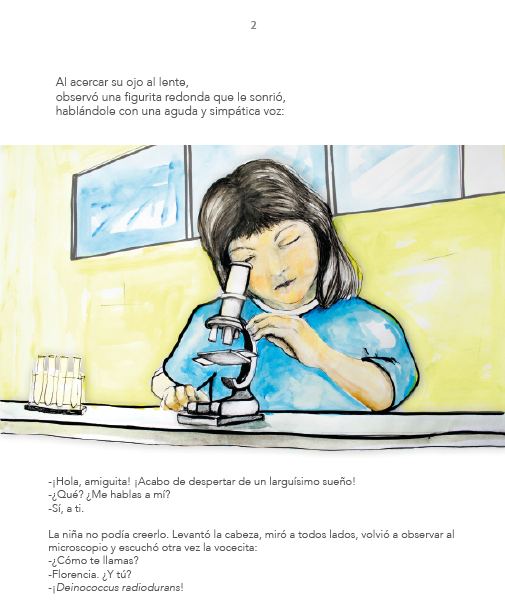 2
Al acercar su ojo al lente,
observó una figurita redonda que le sonrió,
hablándole con una aguda y simpática voz:
-¡Hola, amiguita! ¡Acabo de despertar de un larguísimo sueño!
-¿Qué? ¿Me hablas a mí?
-Sí, a ti.
La niña no podía creerlo. Levantó la cabeza, miró a todos lados, volvió a observar al
microscopio y escuchó otra vez la vocecita:
-¿Cómo te llamas?
-Florencia. ¿Y tú?
-¡Deinococcus radiodurans!